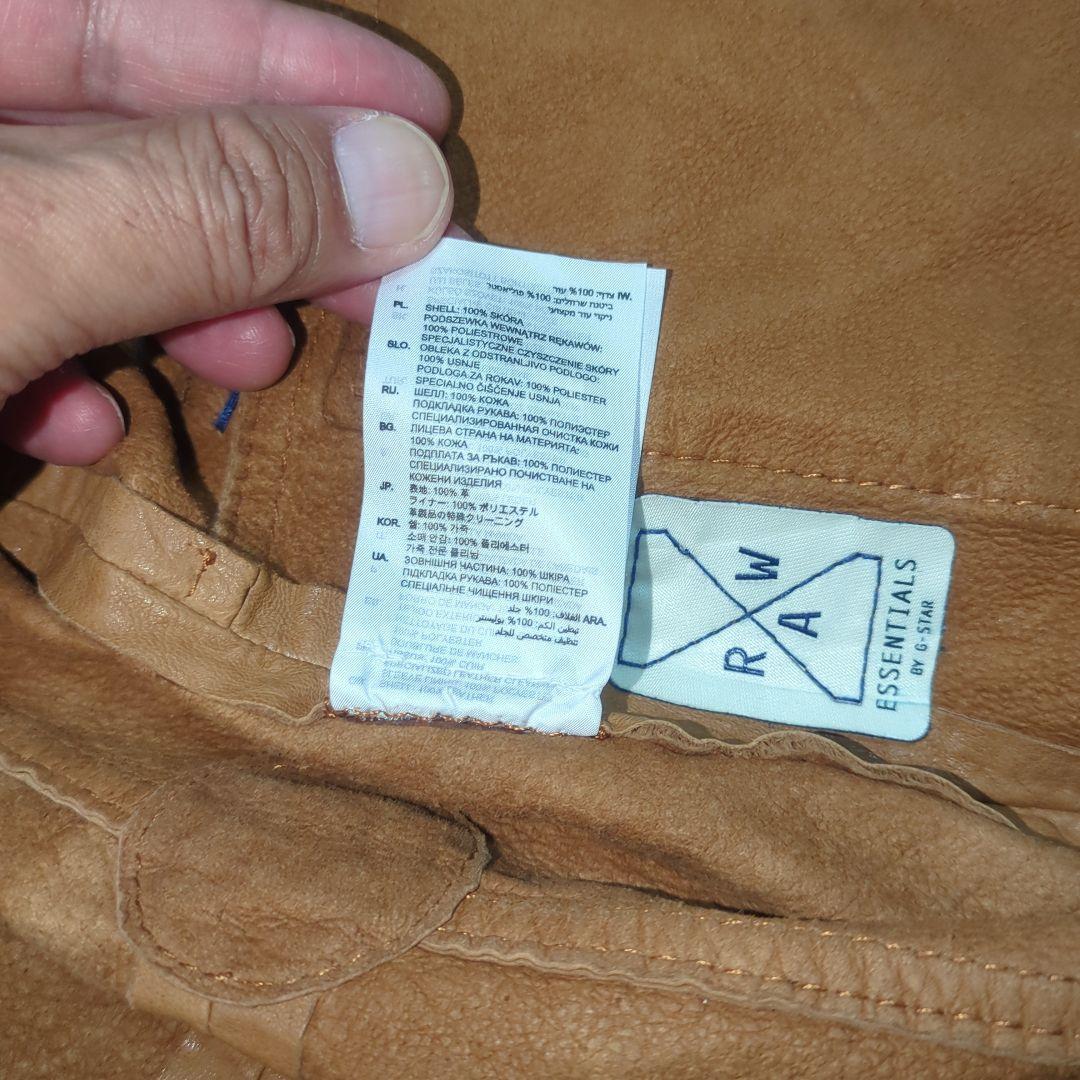 IW. צדף: 100% עור
ביטנת שרוולים: 100% פוליאסטר
ניקוי עור מקצועי
PL. SHELL: 100% SKÓRA
PODSZEWKA WEWNĄTRZ RĘKAWÓW:
100% POLIESTROWE
SPECJALISTYCZNE CZYSZCZENIE SKÓRY
SLO. OBLEKA Z ODSTRANLJIVO PODLOGO:
100% USNJE
PODLOGA ZA ROKAV: 100% POLIESTER
SPECIALNO ČIŠČENJE USNJA
RU. ШЕЛЛ: 100% КОЖА
ПОДКЛАДКА РУКАВА: 100% ПОЛИЭСТЕР
СПЕЦИАЛИЗИРОВАННАЯ ОЧИСТКА КОЖИ
BG. ЛИЦЕВА СТРАНА НА МАТЕРИЯТА:
100% КОЖА
ПОДПЛАТА ЗА РЪКАВ: 100% ПОЛИЕСТЕР
СПЕЦИАЛИЗИРАНО ПОЧИСТВАНЕ НА
КОЖЕНИ ИЗДЕЛИЯ
JP. 表地: 100% 革
ライナー: 100% ポリエステル
革製品の特殊クリーニング
KOR. 쉘: 100% 가죽
소매 안감: 100% 폴리에스터
가죽 전문 클리닝
UA. ЗОВНІШНЯ ЧАСТИНА: 100% ШКІРА
ПІДКЛАДКА РУКАВА: 100% ПОЛІЕСТЕР
СПЕЦІАЛЬНЕ ЧИЩЕННЯ ШКІРИ
ARA. الغلاف: 100% جلد
تبطين الكم: 100% بوليستر
تنظيف متخصص للجلد
RAW
ESSENTIALS
BY G-STAR